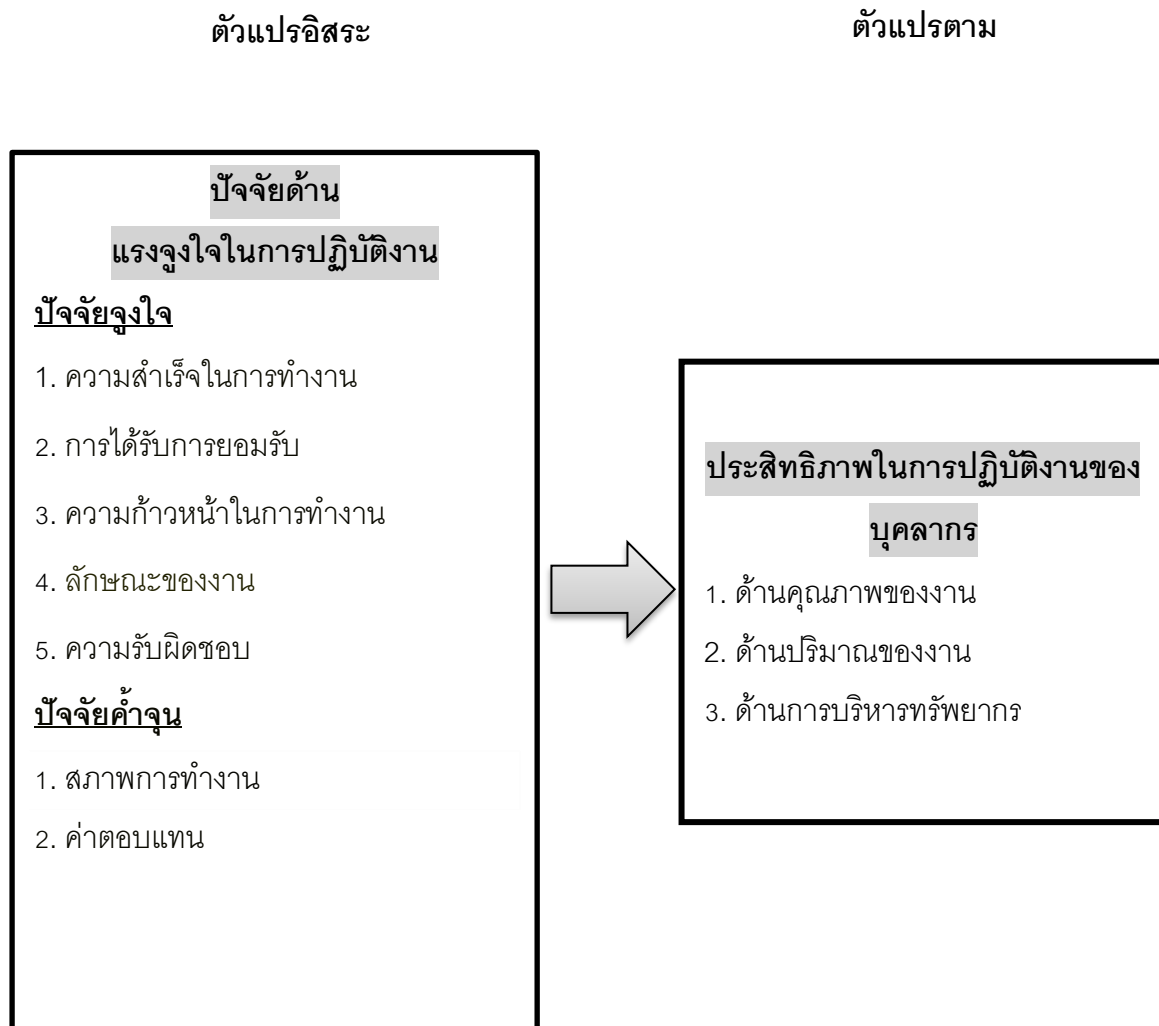 ตัวแปรอิสระ
ตัวแปรตาม
ปัจจัยด้าน
แรงจูงใจในการปฏิบัติงาน
ปัจจัยจูงใจ
1. ความสำเร็จในการทำงาน
2. การได้รับการยอมรับ
3. ความก้าวหน้าในการทำงาน
4. ลักษณะของงาน
5. ความรับผิดชอบ
ปัจจัยค้ำจุน
1. สภาพการทำงาน
2. ค่าตอบแทน
ประสิทธิภาพในการปฏิบัติงานของ
บุคลากร
1. ด้านคุณภาพของงาน
2. ด้านปริมาณของงาน
3. ด้านการบริหารทรัพยากร